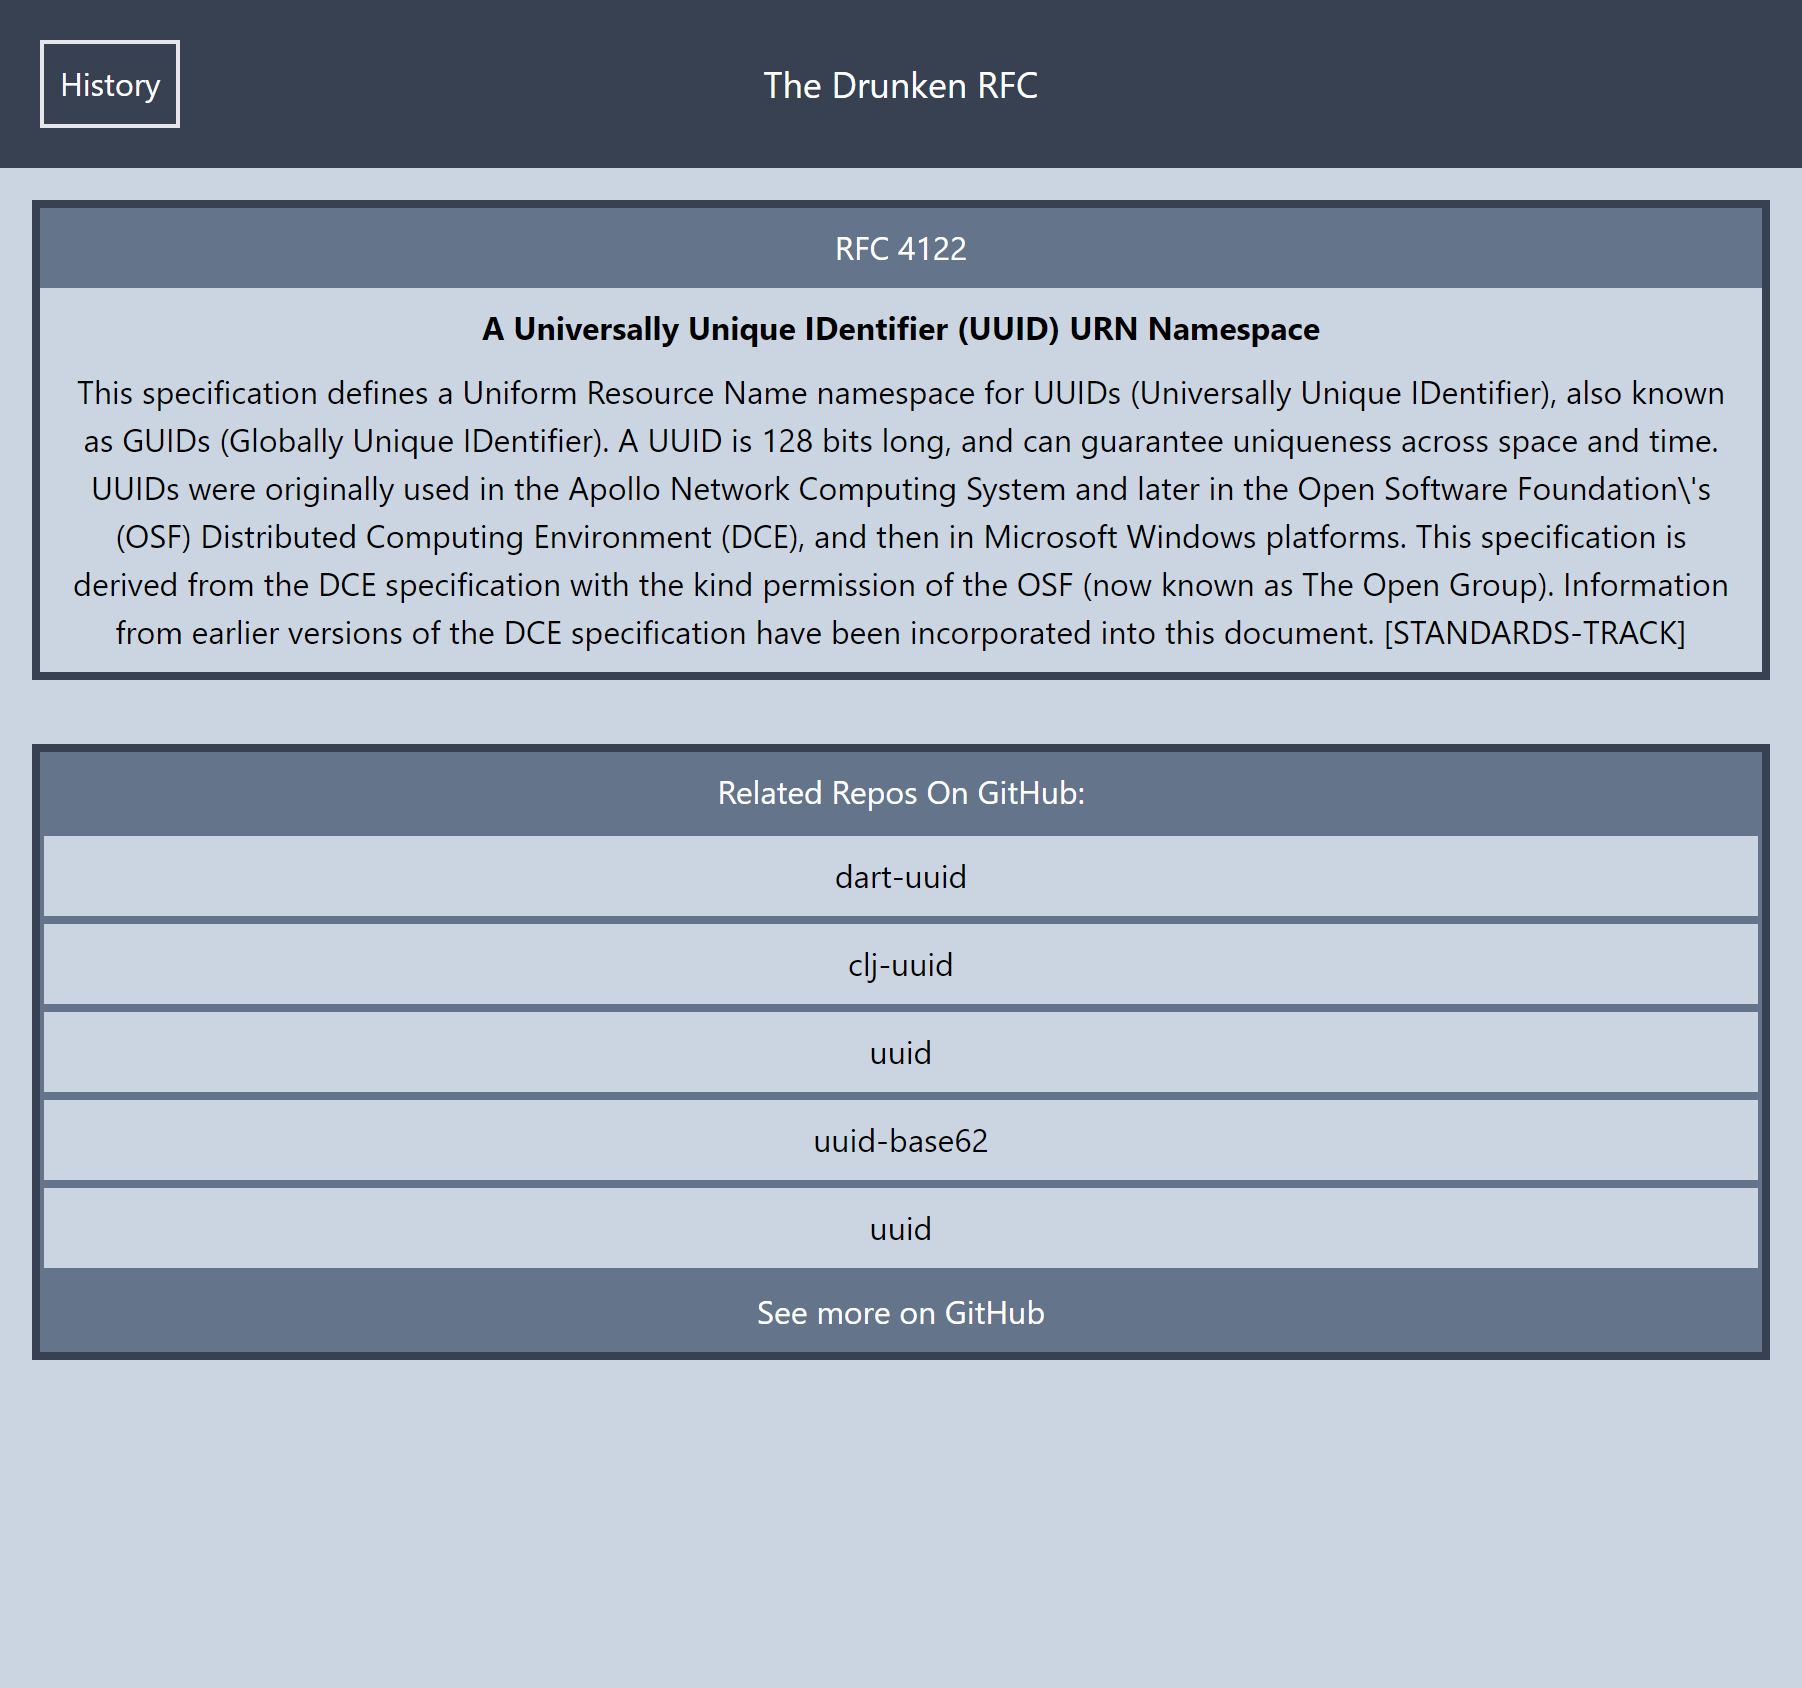 History
The Drunken RFC
RFC 4122
A Universally Unique IDentifier (UUID) URN Namespace
This specification defines a Uniform Resource Name namespace for UUIDs (Universally Unique IDentifier), also known
as GUIDs (Globally Unique IDentifier). A UUID is 128 bits long, and can guarantee uniqueness across space and time.
UUIDs were originally used in the Apollo Network Computing System and later in the Open Software Foundation\'s
(OSF) Distributed Computing Environment (DCE), and then in Microsoft Windows platforms. This specification is
derived from the DCE specification with the kind permission of the OSF (now known as The Open Group). Information
from earlier versions of the DCE specification have been incorporated into this document. [STANDARDS-TRACK]
Related Repos On GitHub:
dart-uuid
clj-uuid
uuid
uuid-base62
uuid
See more on GitHub